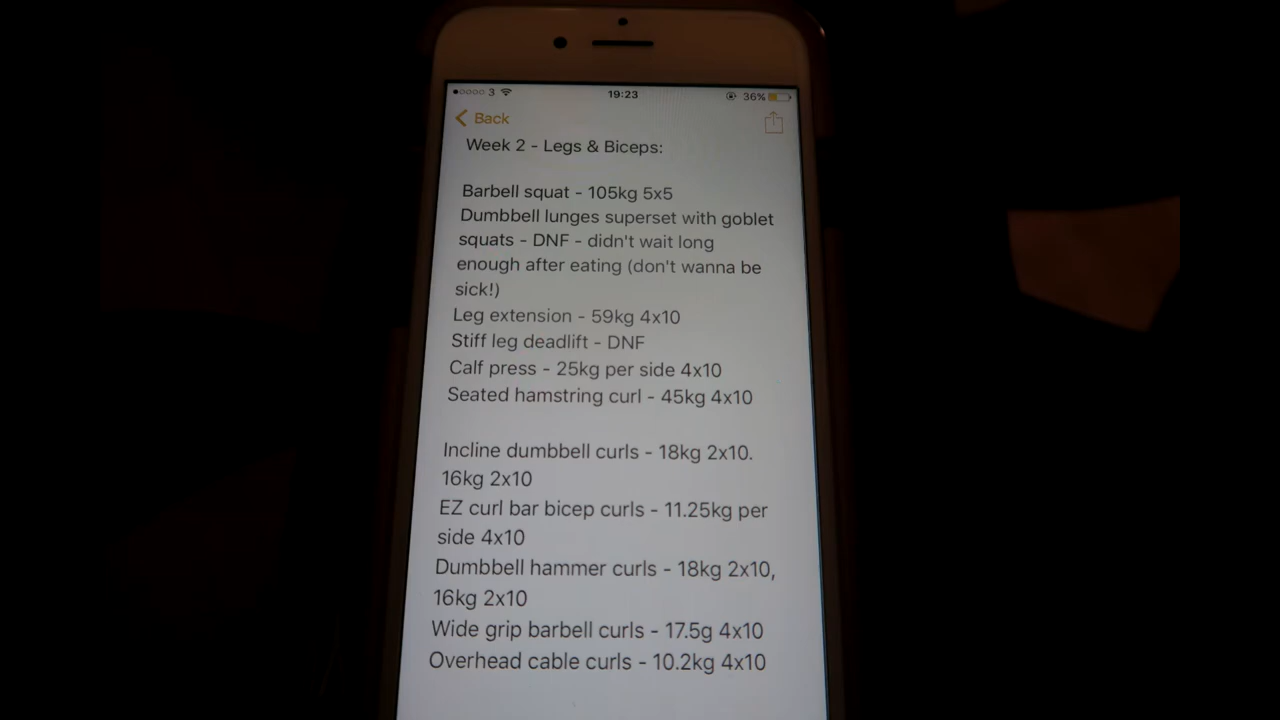 3 19:23 36%
Back
Week 2 - Legs & Biceps:
Barbell squat - 105kg 5x5
Dumbbell lunges superset with goblet
squats - DNF - didn't wait long
enough after eating (don't wanna be
sick!)
Leg extension - 59kg 4x10
Stiff leg deadlift - DNF
Calf press - 25kg per side 4x10
Seated hamstring curl - 45kg 4x10
Incline dumbbell curls - 18kg 2x10.
16kg 2x10
EZ curl bar bicep curls - 11.25kg per
side 4x10
Dumbbell hammer curls - 18kg 2x10,
16kg 2x10
Wide grip barbell curls - 17.5g 4x10
Overhead cable curls - 10.2kg 4x10